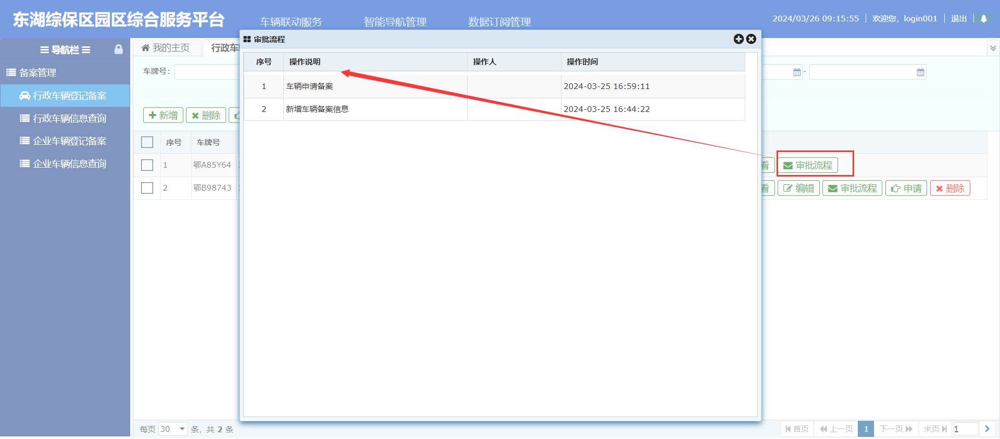 东湖综保区园区综合服务平台
车辆联动服务
智能导航管理
数据订阅管理
2024/03/26 09:15:55
欢迎您，login001
退出
导航栏
备案管理
行政车辆登记备案
行政车辆信息查询
企业车辆登记备案
企业车辆信息查询
我的主页
行政车
车牌号：
-
新增
删除
序号 车牌号
1 鄂A85Y64
2 鄂B98743
审批流程
序号 操作说明 操作人 操作时间
1 车辆申请备案 2024-03-25 16:59:11
2 新增车辆备案信息 2024-03-25 16:44:22
看 审批流程
看 编辑 审批流程 申请 删除
每页 30 条，共 2 条
首页 上一页 1 下一页 末页 1